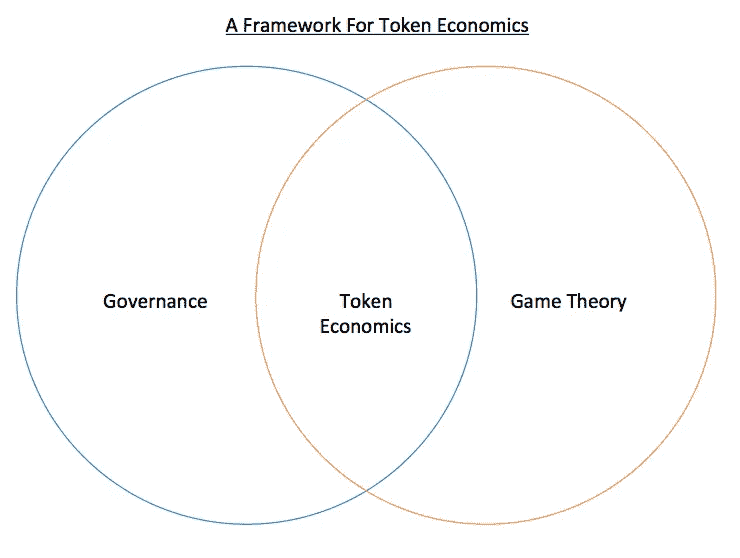 A Framework For Token Economics
Governance
Token
Economics
Game Theory